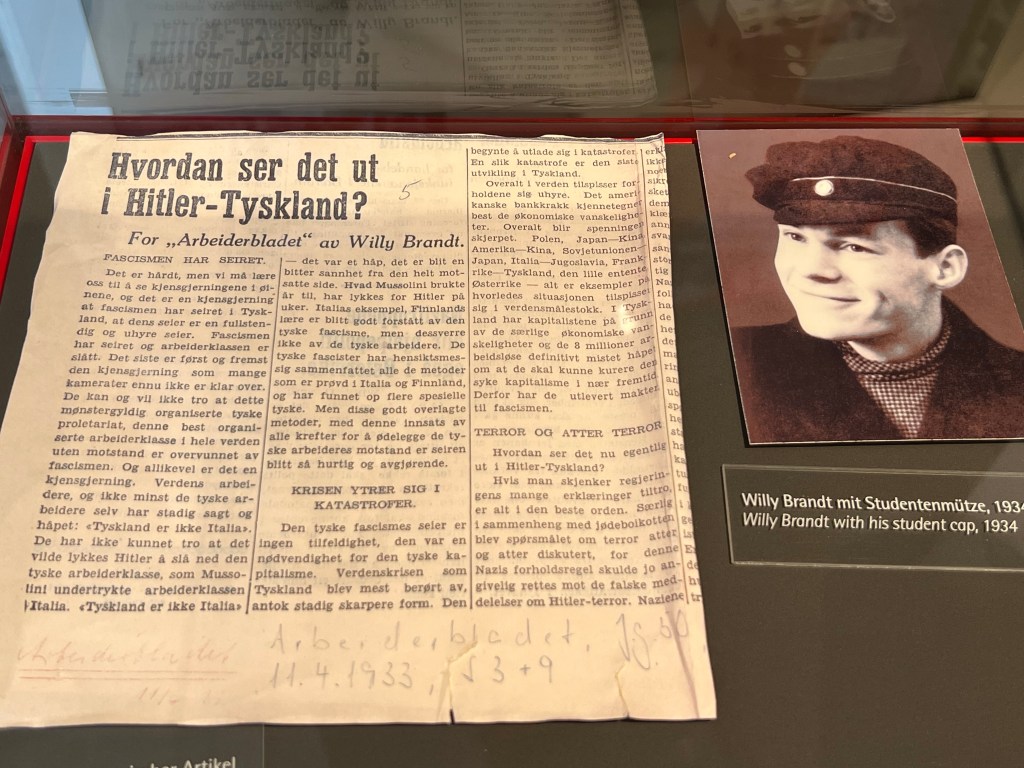 Hvordan ser det ut
i Hitler-Tyskland?
5
For „Arbeiderbladet" av Willy Brandt.
FASCISMEN HAR SEIRET.
Det er hårdt, men vi må lære
oss til å se kjensgjerningene i øi-
nene, og det er en kjensgjerning
at fascismen har seiret i Tysk-
land, at dens seier er en fullsten-
dig og uhyre seier. Fascismen
har seiret og arbeiderklassen er
slått. Det siste er først og fremst
den kjensgjerning som mange
kamerater ennu ikke er klar over.
De kan og vil ikke tro at dette
mønstergyldig organiserte tyske
proletariat, denne best organi-
serte arbeiderklasse i hele verden
uten motstand er overvunnet av
fascismen. Og allikevel er det en
kjensgjerning. Verdens arbei-
dere, og ikke minst de tyske ar-
beidere selv har stadig sagt og
håpet: «Tyskland er ikke Italia».
De har ikke kunnet tro at det
vilde lykkes Hitler å slå ned den
tyske arbeiderklasse, som Musso-
lini undertrykte arbeiderklassen
i Italia. «Tyskland er ikke Italia»
— det var et håp, det er blit en
bitter sannhet fra den helt mot-
satte side. Hvad Mussolini brukte
år til, har lykkes for Hitler på
uker. Italias eksempel, Finnlands
lære er blitt godt forstått av den
tyske fascisme, men dessverre
ikke av de tyske arbeidere. De
tyske fascister har hensiktsmes-
sig sammenfattet alle de metoder
som er prøvd i Italia og Finland,
og har funnet op flere spesielle
tyske. Men disse godt overlagte
metoder, med denne innsats av
alle krefter for å ødelegge de ty-
ske arbeideres motstand er seiren
blitt så hurtig og avgjørende.
KRISEN YTRER SIG I
KATASTROFER.
Den tyske fascismes seier er
ingen tilfeldighet, den var en
nødvendighet for den tyske ka-
pitalisme. Verdenskrisen som
Tyskland blev mest berørt av,
antok stadig skarpere form. Den
begynte å utlade sig i katastrofer.
En slik katastrofe er den siste
utvikling i Tyskland.
Overalt i verden tilspisser for-
holdene sig uhyre. Det ameri-
kanske bankkrakk kjennetegner
best de økonomiske vanskelighe-
ter. Overalt blir spenningen
skjerpet. Polen, Japan—Kina
Amerika—Kina, Sovjetunionen—
Japan, Italia—Jugoslavia, Frank
rike—Tyskland, den lille entente
Østerrike — alt er eksempler på
hvorledes situasjonen tilspisser
sig i verdensmålestokk. I Tysk-
land har kapitalistene på grunn
av de særlige økonomiske van-
skeligheter og de 8 millioner ar-
beidsløse definitivt mistet håpet
om at de skal kunne kurere den
syke kapitalisme i nær fremtid
Derfor har de utlevert makten
til fascismen.
TERROR OG ATTER TERROR
Hvordan ser det nu egentlig
ut i Hitler-Tyskland?
Hvis man skjenker regjerin-
gens mange erklæringer tiltro,
er alt i den beste orden. Særlig
i sammenheng med jødeboikotten
blev spørsmålet om terror atter
og atter diskutert, for denne
Nazis forholdsregel skulde jo an-
givelig rettes mot de falske med-
delelser om Hitler-terror. Naziene
Arbeiderbladet
Arbeiderbladet, Jg. 50,
11.4.1933, S 3+9
Willy Brandt mit Studentenmütze, 1934
Willy Brandt with his student cap, 1934
Artikel